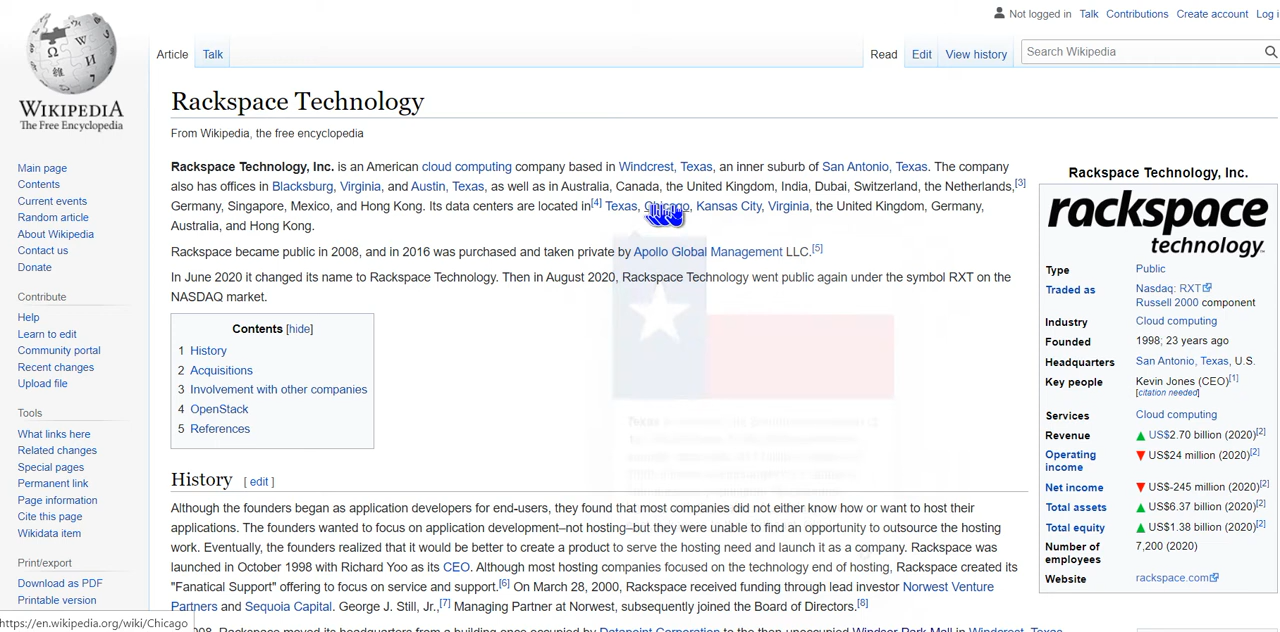 Not logged in Talk Contributions Create account Log i
Article Talk Read Edit View history Search Wikipedia
WIKIPEDIA
The Free Encyclopedia
Main page
Contents
Current events
Random article
About Wikipedia
Contact us
Donate
Contribute
Help
Learn to edit
Community portal
Recent changes
Upload file
Tools
What links here
Related changes
Special pages
Permanent link
Page information
Cite this page
Wikidata item
Print/export
Download as PDF
Printable version
Rackspace Technology
From Wikipedia, the free encyclopedia
Rackspace Technology, Inc. is an American cloud computing company based in Windcrest, Texas, an inner suburb of San Antonio, Texas. The company
also has offices in Blacksburg, Virginia, and Austin, Texas, as well as in Australia, Canada, the United Kingdom, India, Dubai, Switzerland, the Netherlands,[3]
Germany, Singapore, Mexico, and Hong Kong. Its data centers are located in[4] Texas, Chicago, Kansas City, Virginia, the United Kingdom, Germany,
Australia, and Hong Kong.
Rackspace became public in 2008, and in 2016 was purchased and taken private by Apollo Global Management LLC.[5]
In June 2020 it changed its name to Rackspace Technology. Then in August 2020, Rackspace Technology went public again under the symbol RXT on the
NASDAQ market.
Contents [hide]
1 History
2 Acquisitions
3 Involvement with other companies
4 OpenStack
5 References
History [ edit ]
Although the founders began as application developers for end-users, they found that most companies did not either know how or want to host their
applications. The founders wanted to focus on application development–not hosting–but they were unable to find an opportunity to outsource the hosting
work. Eventually, the founders realized that it would be better to create a product to serve the hosting need and launch it as a company. Rackspace was
launched in October 1998 with Richard Yoo as its CEO. Although most hosting companies focused on the technology end of hosting, Rackspace created its
"Fanatical Support" offering to focus on service and support.[6] On March 28, 2000, Rackspace received funding through lead investor Norwest Venture
Partners and Sequoia Capital. George J. Still, Jr.,[7] Managing Partner at Norwest, subsequently joined the Board of Directors.[8]
2008, Rackspace moved its headquarters from a building once occupied by Datapoint Corporation to the then-unoccupied Windsor Park Mall in Windcrest, Texas
Rackspace Technology, Inc.
rackspace
technology
Type Public
Traded as Nasdaq: RXT
Russell 2000 component
Industry Cloud computing
Founded 1998; 23 years ago
Headquarters San Antonio, Texas, U.S.
Key people Kevin Jones (CEO)[1]
[citation needed]
Services Cloud computing
Revenue US$2.70 billion (2020)[2]
Operating income US$24 million (2020)[2]
Net income US$-245 million (2020)[2]
Total assets US$6.37 billion (2020)[2]
Total equity US$1.38 billion (2020)[2]
Number of employees 7,200 (2020)
Website rackspace.com
https://en.wikipedia.org/wiki/Chicago